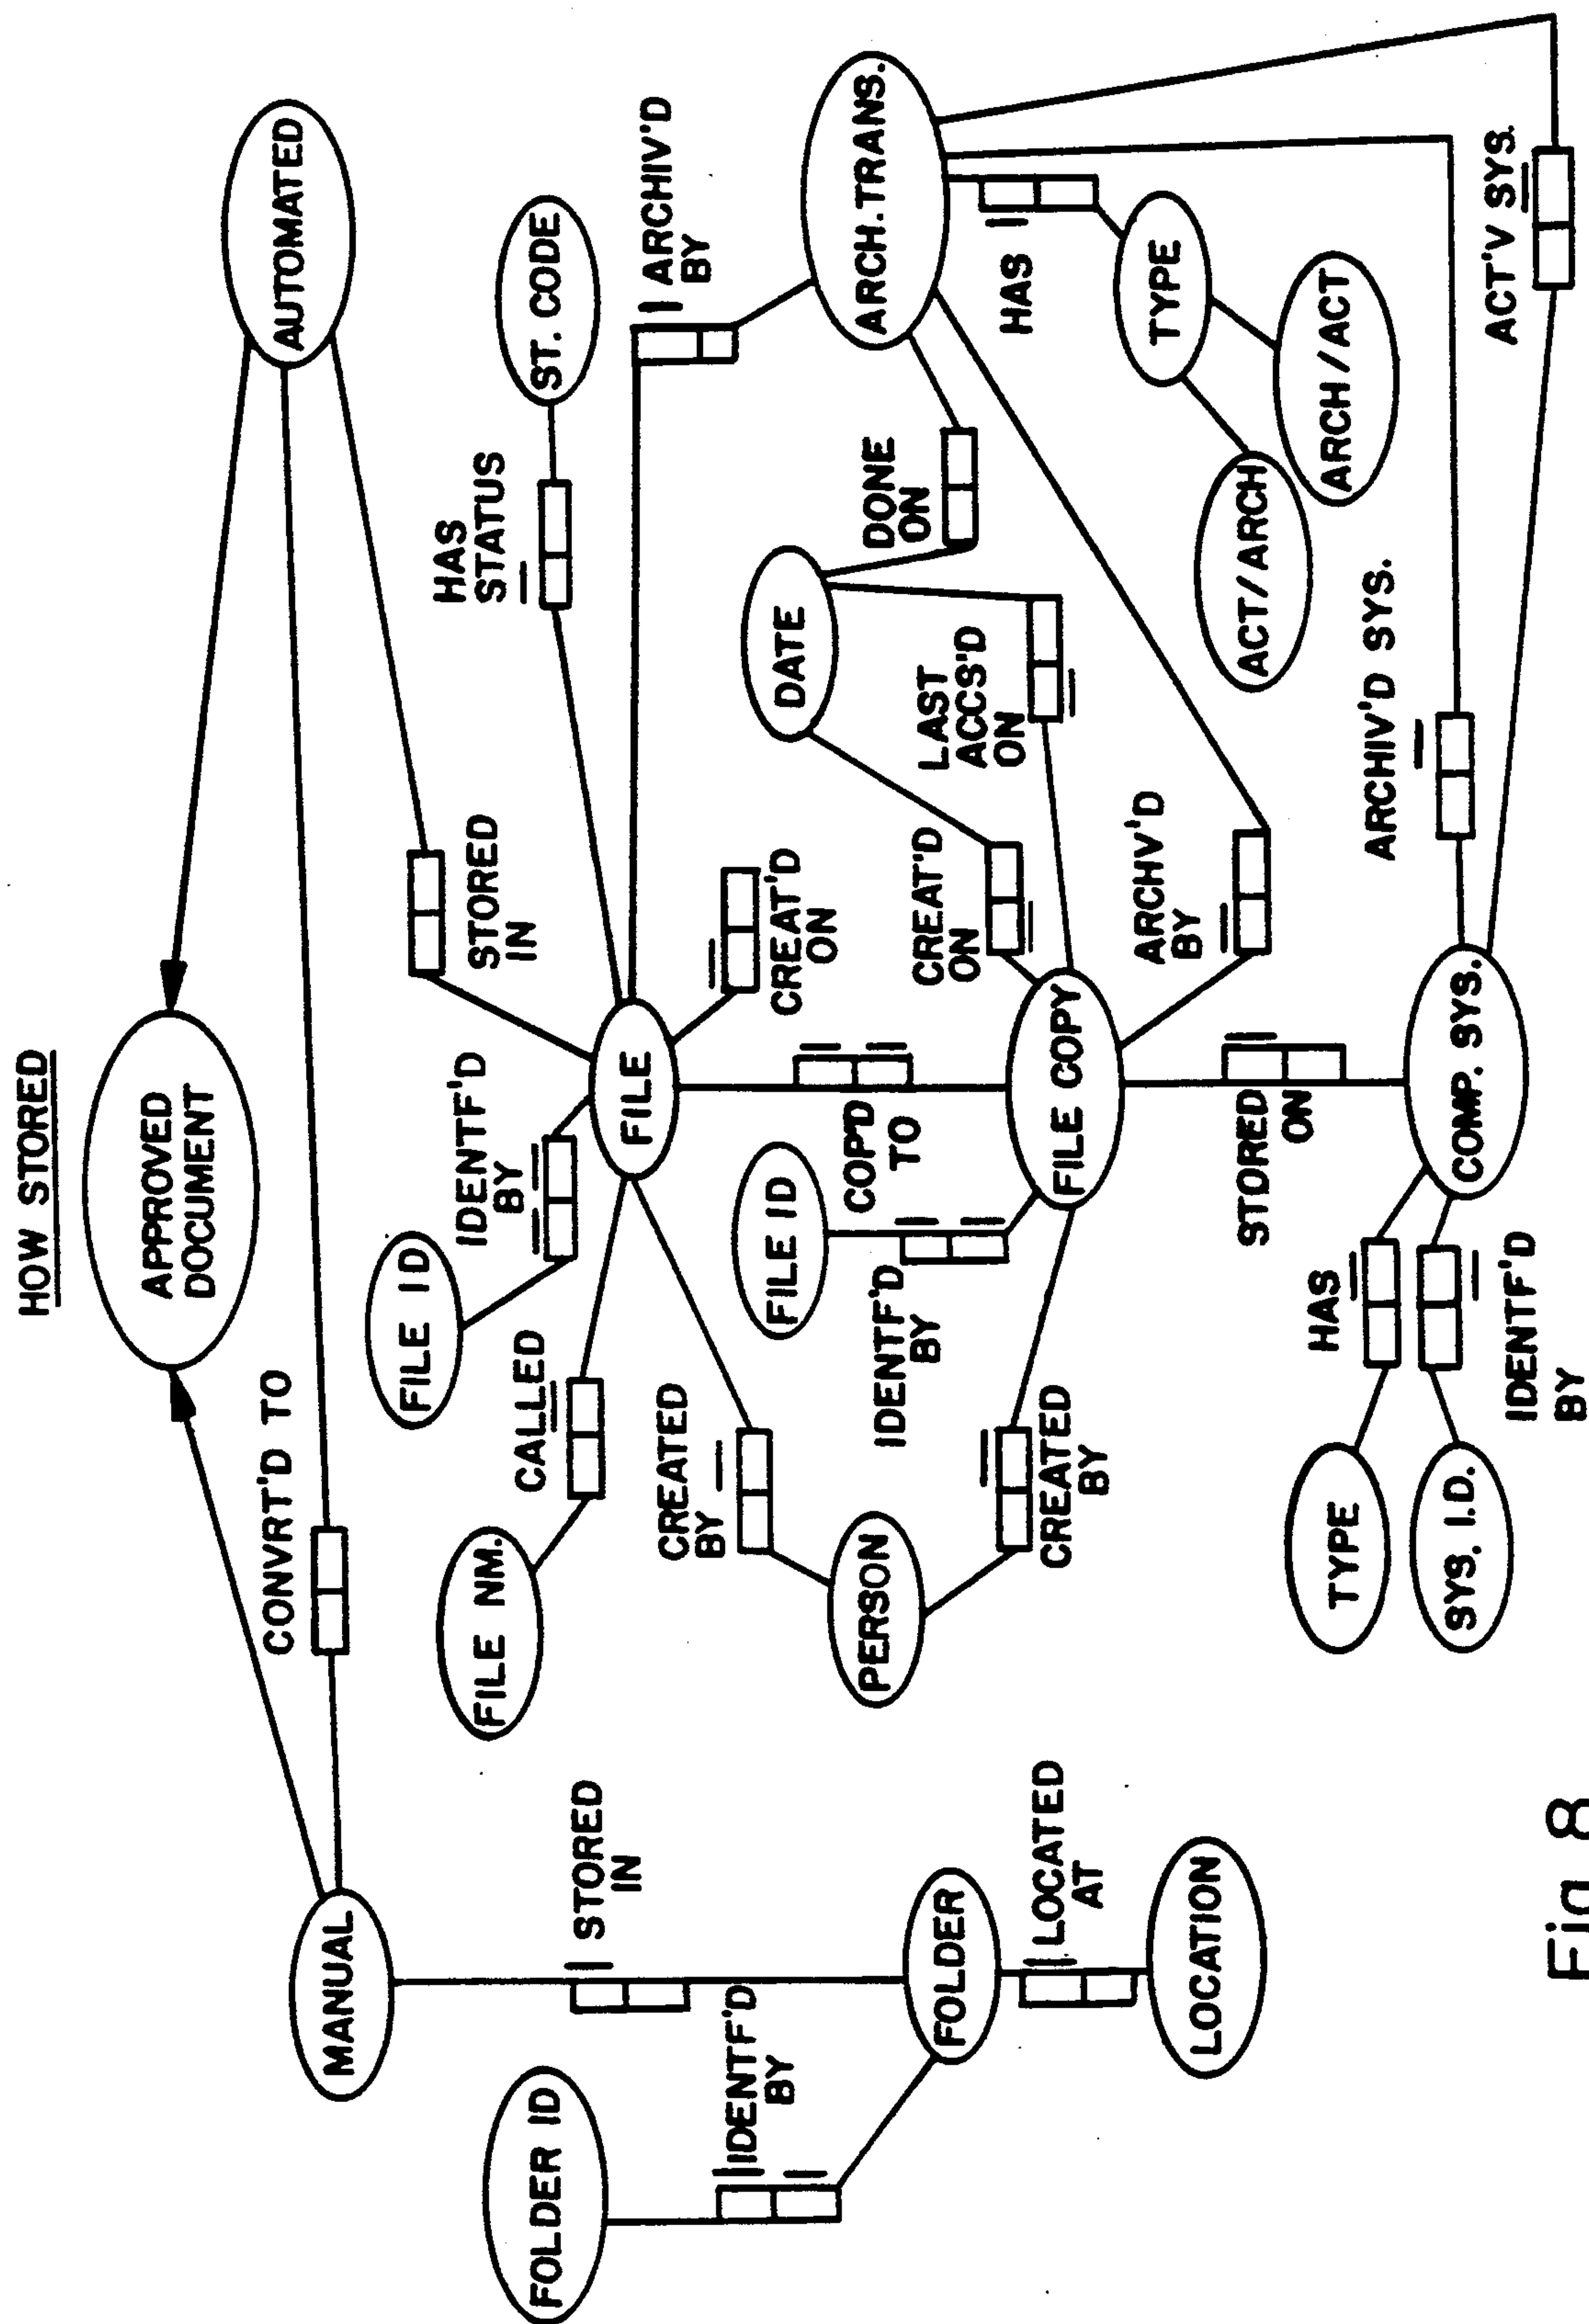 HOW STORED
APPROVED
DOCUMENT
MANUAL
CONVRT'D TO
AUTOMATED
STORED
IN
FOLDER ID
IDENTF'D
BY
FOLDER
LOCATED
AT
LOCATION
FILE ID
IDENTF'D
BY
STORED
IN
HAS
STATUS
ST. CODE
FILE NM.
CALLED
FILE
CREAT'D
ON
ARCHIV'D
BY
CREATED
BY
PERSON
CREATED
BY
FILE ID
IDENTF'D
BY
COP'D
TO
FILE COPY
CREAT'D
ON
DATE
LAST
ACCS'D
ON
DONE
ON
ARCH.TRANS.
ARCHV'D
BY
HAS
TYPE
ACT/ARCH
ARCH/ACT
STORED
ON
COMP. SYS.
HAS
TYPE
SYS. I.D.
IDENTF'D
BY
ARCHIV'D SYS.
ACT'V SYS.
Fig. 8